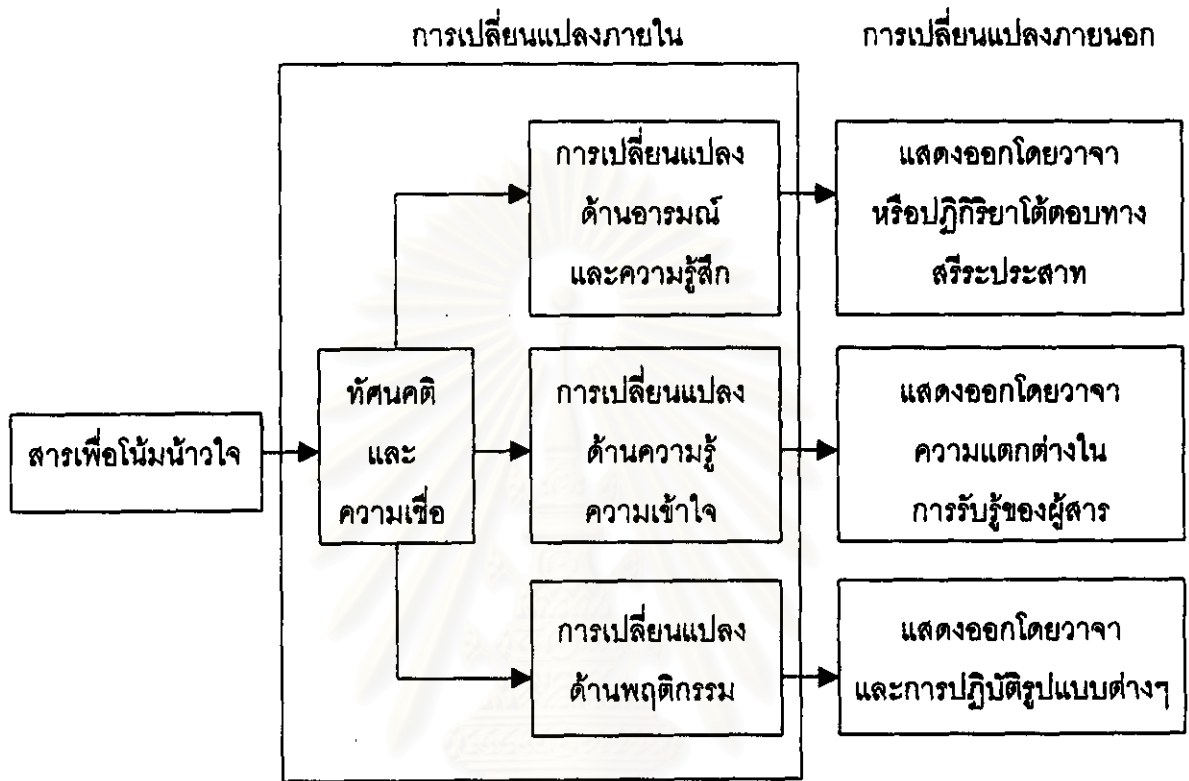 การเปลี่ยนแปลงภายใน
การเปลี่ยนแปลงภายนอก
การเปลี่ยนแปลง
ด้านอารมณ์
และความรู้สึก
แสดงออกโดยวาจา
หรือปฏิกิริยาโต้ตอบทาง
สรีระประสาท
สารเพื่อโน้มน้าวใจ
ทัศนคติ
และ
ความเชื่อ
การเปลี่ยนแปลง
ด้านความรู้
ความเข้าใจ
แสดงออกโดยวาจา
ความแตกต่างใน
การรับรู้ของผู้สาร
การเปลี่ยนแปลง
ด้านพฤติกรรม
แสดงออกโดยวาจา
และการปฏิบัติรูปแบบต่างๆ